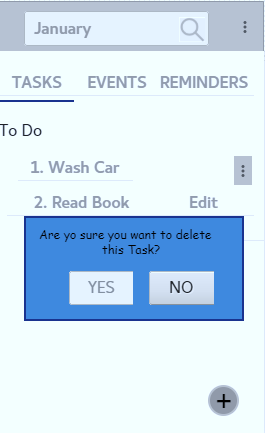 January
TASKS EVENTS REMINDERS
To Do
1. Wash Car
2. Read Book Edit
Are yo sure you want to delete
this Task?
YES NO
+